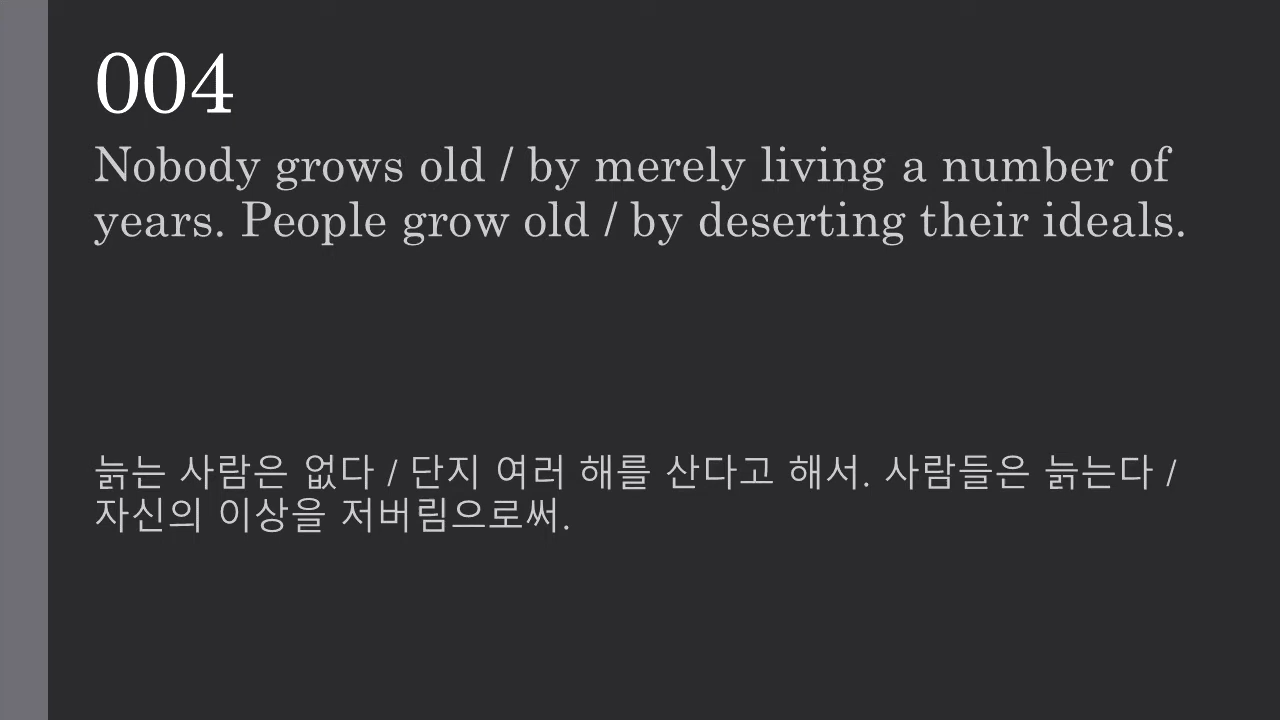 004
Nobody grows old / by merely living a number of
years. People grow old / by deserting their ideals.
늙는 사람은 없다 / 단지 여러 해를 산다고 해서. 사람들은 늙는다 /
자신의 이상을 저버림으로써.